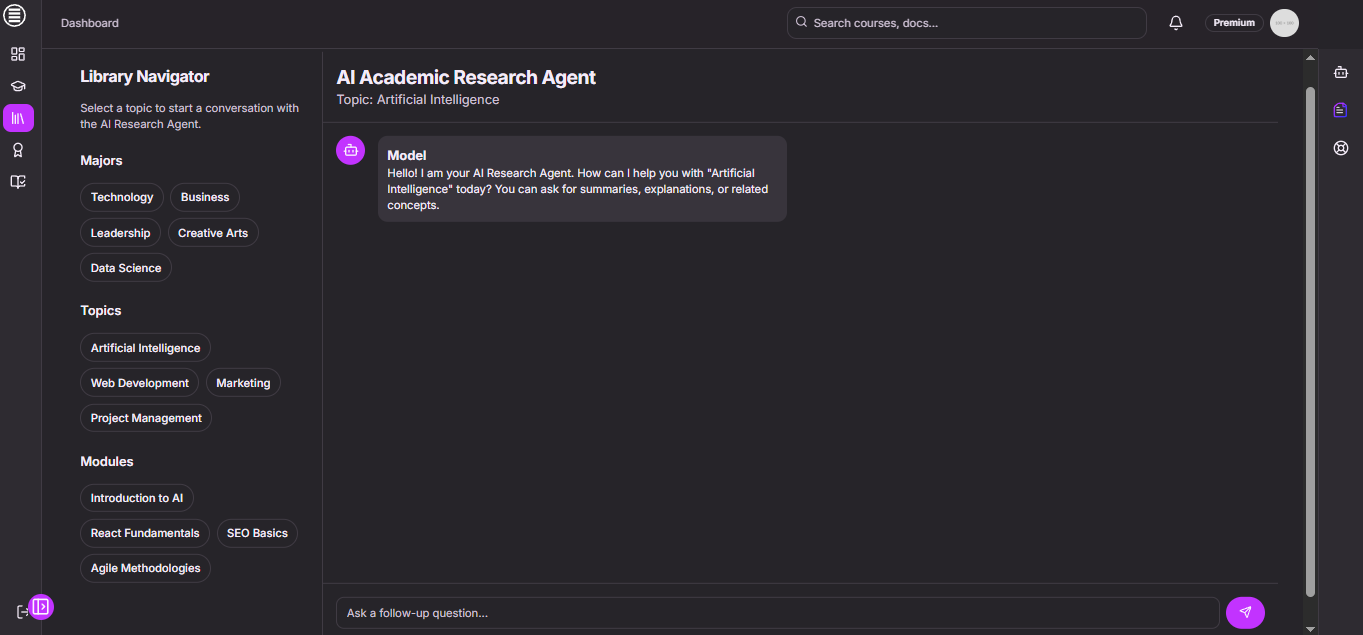 Dashboard
Search courses, docs...
Premium
Library Navigator
Select a topic to start a conversation with
the AI Research Agent.
Majors
Technology
Business
Leadership
Creative Arts
Data Science
Topics
Artificial Intelligence
Web Development
Marketing
Project Management
Modules
Introduction to AI
React Fundamentals
SEO Basics
Agile Methodologies
AI Academic Research Agent
Topic: Artificial Intelligence
Model
Hello! I am your AI Research Agent. How can I help you with "Artificial
Intelligence" today? You can ask for summaries, explanations, or related
concepts.
Ask a follow-up question...